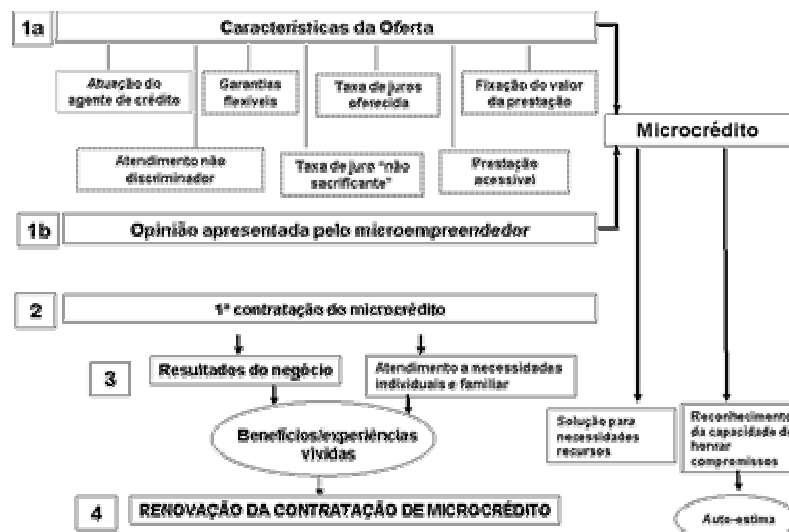 1a
Características da Oferta
Atuação do
agente de crédito
Garantias
flexíveis
Taxa de juros
oferecida
Fixação do valor
da prestação
Microcrédito
Atendimento não
discriminador
Taxa de juro "não
sacrificante"
Prestação
acessível
1b
Opinião apresentada pelo microempreendedor
2
1ª contratação do microcrédito
3
Resultados do negócio
Atendimento a necessidades
individuais e familiar
Benefícios/experiências
vividas
Solução para
necessidades
recursos
Reconhecimento
da capacidade de
honrar
compromissos
4
RENOVAÇÃO DA CONTRATAÇÃO DE MICROCRÉDITO
Auto-estima